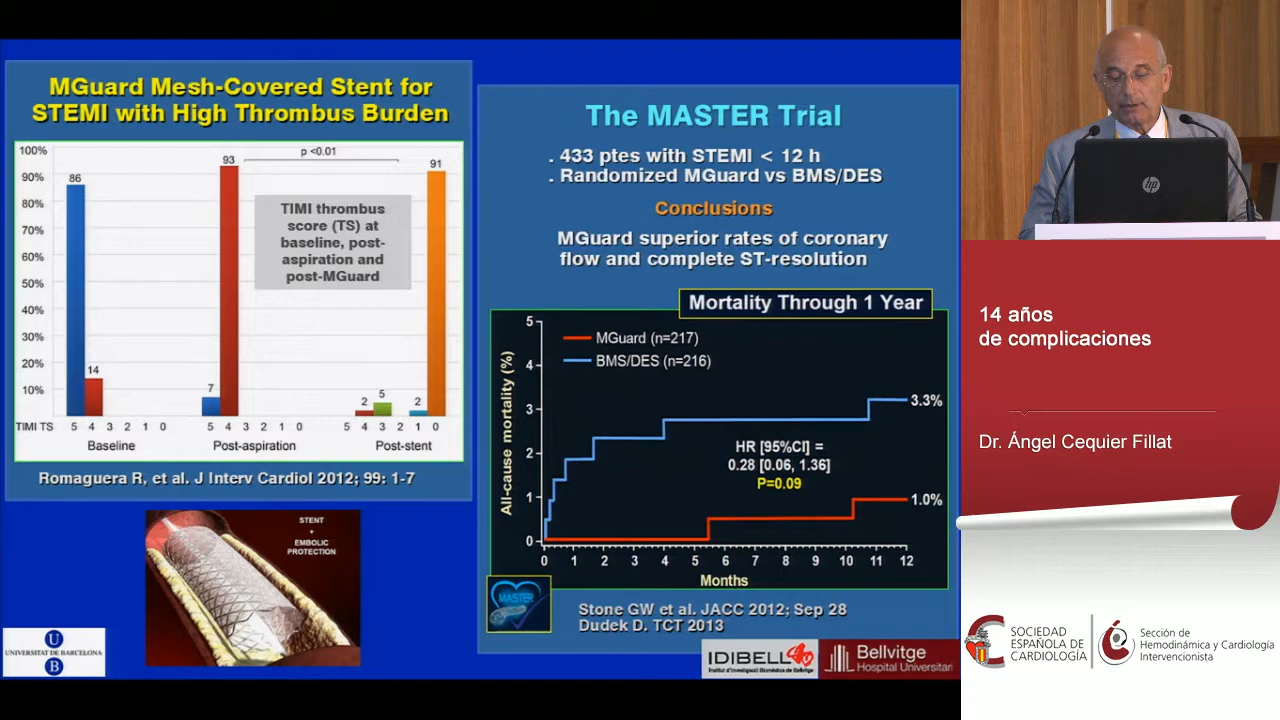 MGuard Mesh-Covered Stent for
STEMI with High Thrombus Burden
100%
90%
80%
70%
60%
50%
40%
30%
20%
10%
86
14
7
93
p <0.01
2
5
2
91
TIMI thrombus
score (TS) at
baseline, post-
aspiration and
post-MGuard
TIMI TS 5 4 3 2 1 0 5 4 3 2 1 0 5 4 3 2 1 0
Baseline Post-aspiration Post-stent
Romaguera R, et al. J Interv Cardiol 2012; 99: 1-7
STENT
+
EMBOLIC
PROTECTION
U
UNIVERSITAT DE BARCELONA
B
The MASTER Trial
. 433 ptes with STEMI < 12 h
. Randomized MGuard vs BMS/DES
Conclusions
MGuard superior rates of coronary
flow and complete ST-resolution
Mortality Through 1 Year
All-cause mortality (%)
5
4
3
2
1
0
MGuard (n=217)
BMS/DES (n=216)
3.3%
HR [95%CI] =
0.28 [0.06, 1.36]
P=0.09
1.0%
0 1 2 3 4 5 6 7 8 9 10 11 12
Months
MASTER
Stone GW et al. JACC 2012; Sep 28
Dudek D. TCT 2013
IDIBELL
Institut d'Investigació Biomèdica de Bellvitge
Bellvitge
Hospital Universitari
hp
14 años
de complicaciones
Dr. Ángel Cequier Fillat
SOCIEDAD
ESPAÑOLA DE
CARDIOLOGÍA
Sección de
Hemodinámica y Cardiología
Intervencionista